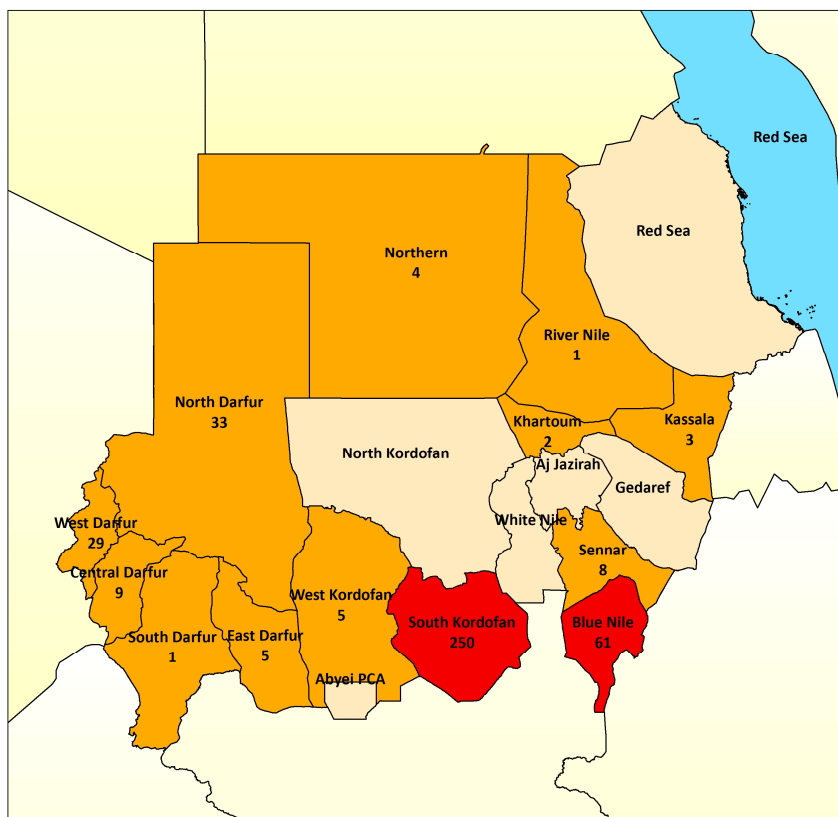 Red Sea
Red Sea
Northern
4
River Nile
1
North Darfur
33
Khartoum
2
Kassala
3
North Kordofan
Aj Jazirah
Gedaref
White Nile
West Darfur
29
Sennar
8
Central Darfur
9
West Kordofan
5
South Kordofan
250
Blue Nile
61
South Darfur
1
East Darfur
5
Abyei PCA